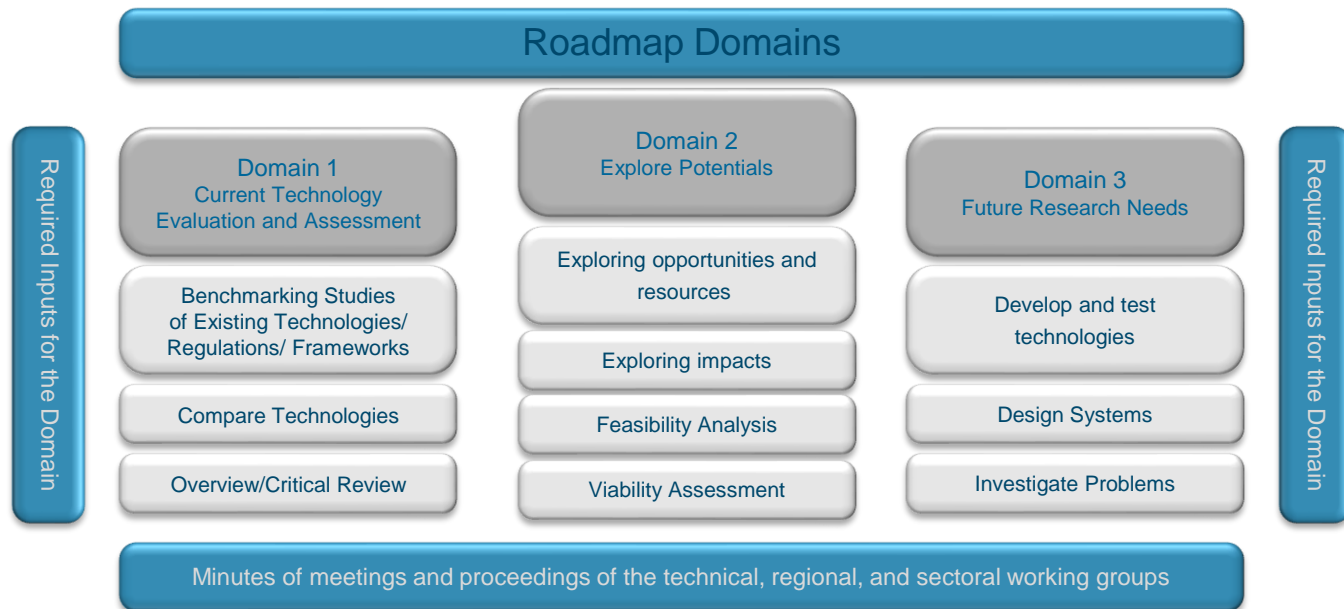 Roadmap Domains
Required Inputs for the Domain
Domain 1
Current Technology
Evaluation and Assessment
Benchmarking Studies
of Existing Technologies/
Regulations/ Frameworks
Compare Technologies
Overview/Critical Review
Domain 2
Explore Potentials
Exploring opportunities and
resources
Exploring impacts
Feasibility Analysis
Viability Assessment
Domain 3
Future Research Needs
Develop and test
technologies
Design Systems
Investigate Problems
Required Inputs for the Domain
Minutes of meetings and proceedings of the technical, regional, and sectoral working groups